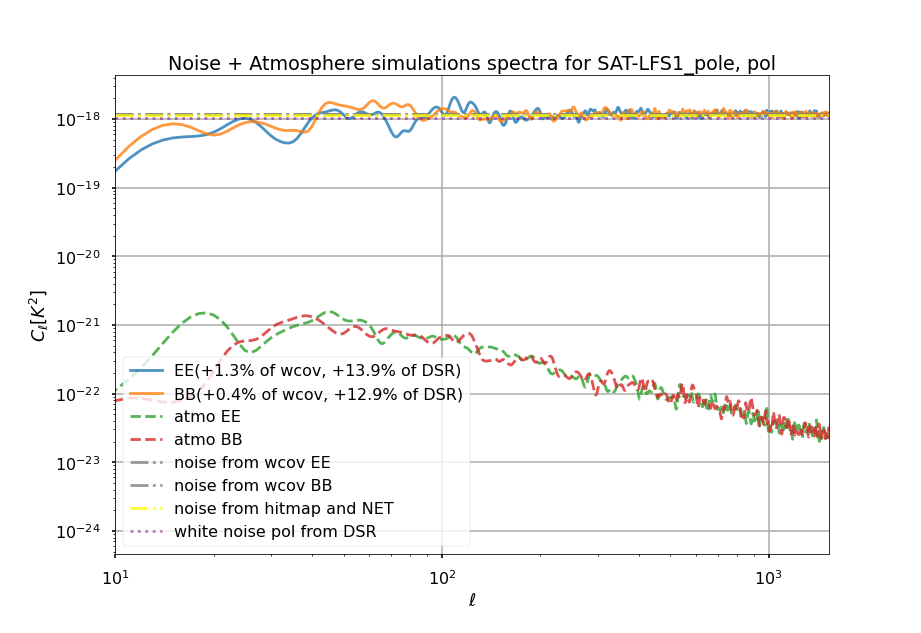 Noise + Atmosphere simulations spectra for SAT-LFS1_pole, pol
10⁻¹⁸
10⁻¹⁹
10⁻²⁰
10⁻²¹
10⁻²²
10⁻²³
10⁻²⁴
Cℓ[K²]
EE(+1.3% of wcov, +13.9% of DSR)
BB(+0.4% of wcov, +12.9% of DSR)
atmo EE
atmo BB
noise from wcov EE
noise from wcov BB
noise from hitmap and NET
white noise pol from DSR
10¹ 10² 10³
ℓ